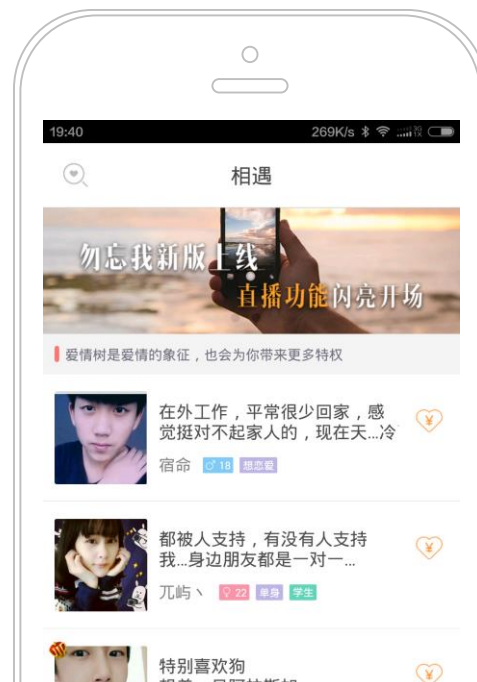 19:40 269K/s
相遇
勿忘我新版上线
直播功能闪亮开场
爱情树是爱情的象征，也会为你带来更多特权
在外工作，平常很少回家，感
觉挺对不起家人的，现在天...冷
宿命 ♂ 18 想恋爱
¥
都被人支持，有没有人支持
我...身边朋友都是一对一...
兀屿丶 ♀ 22 单身 学生
¥
特别喜欢狗
¥